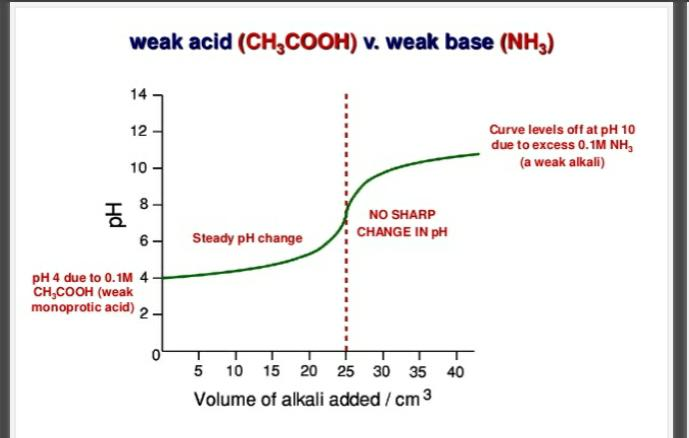 weak acid (CH₃COOH) v. weak base (NH₃)
14
12
10
8
6
4
2
0
pH
Curve levels off at pH 10
due to excess 0.1M NH₃
(a weak alkali)
NO SHARP
CHANGE IN pH
Steady pH change
pH 4 due to 0.1M
CH₃COOH (weak
monoprotic acid)
5 10 15 20 25 30 35 40
Volume of alkali added / cm³